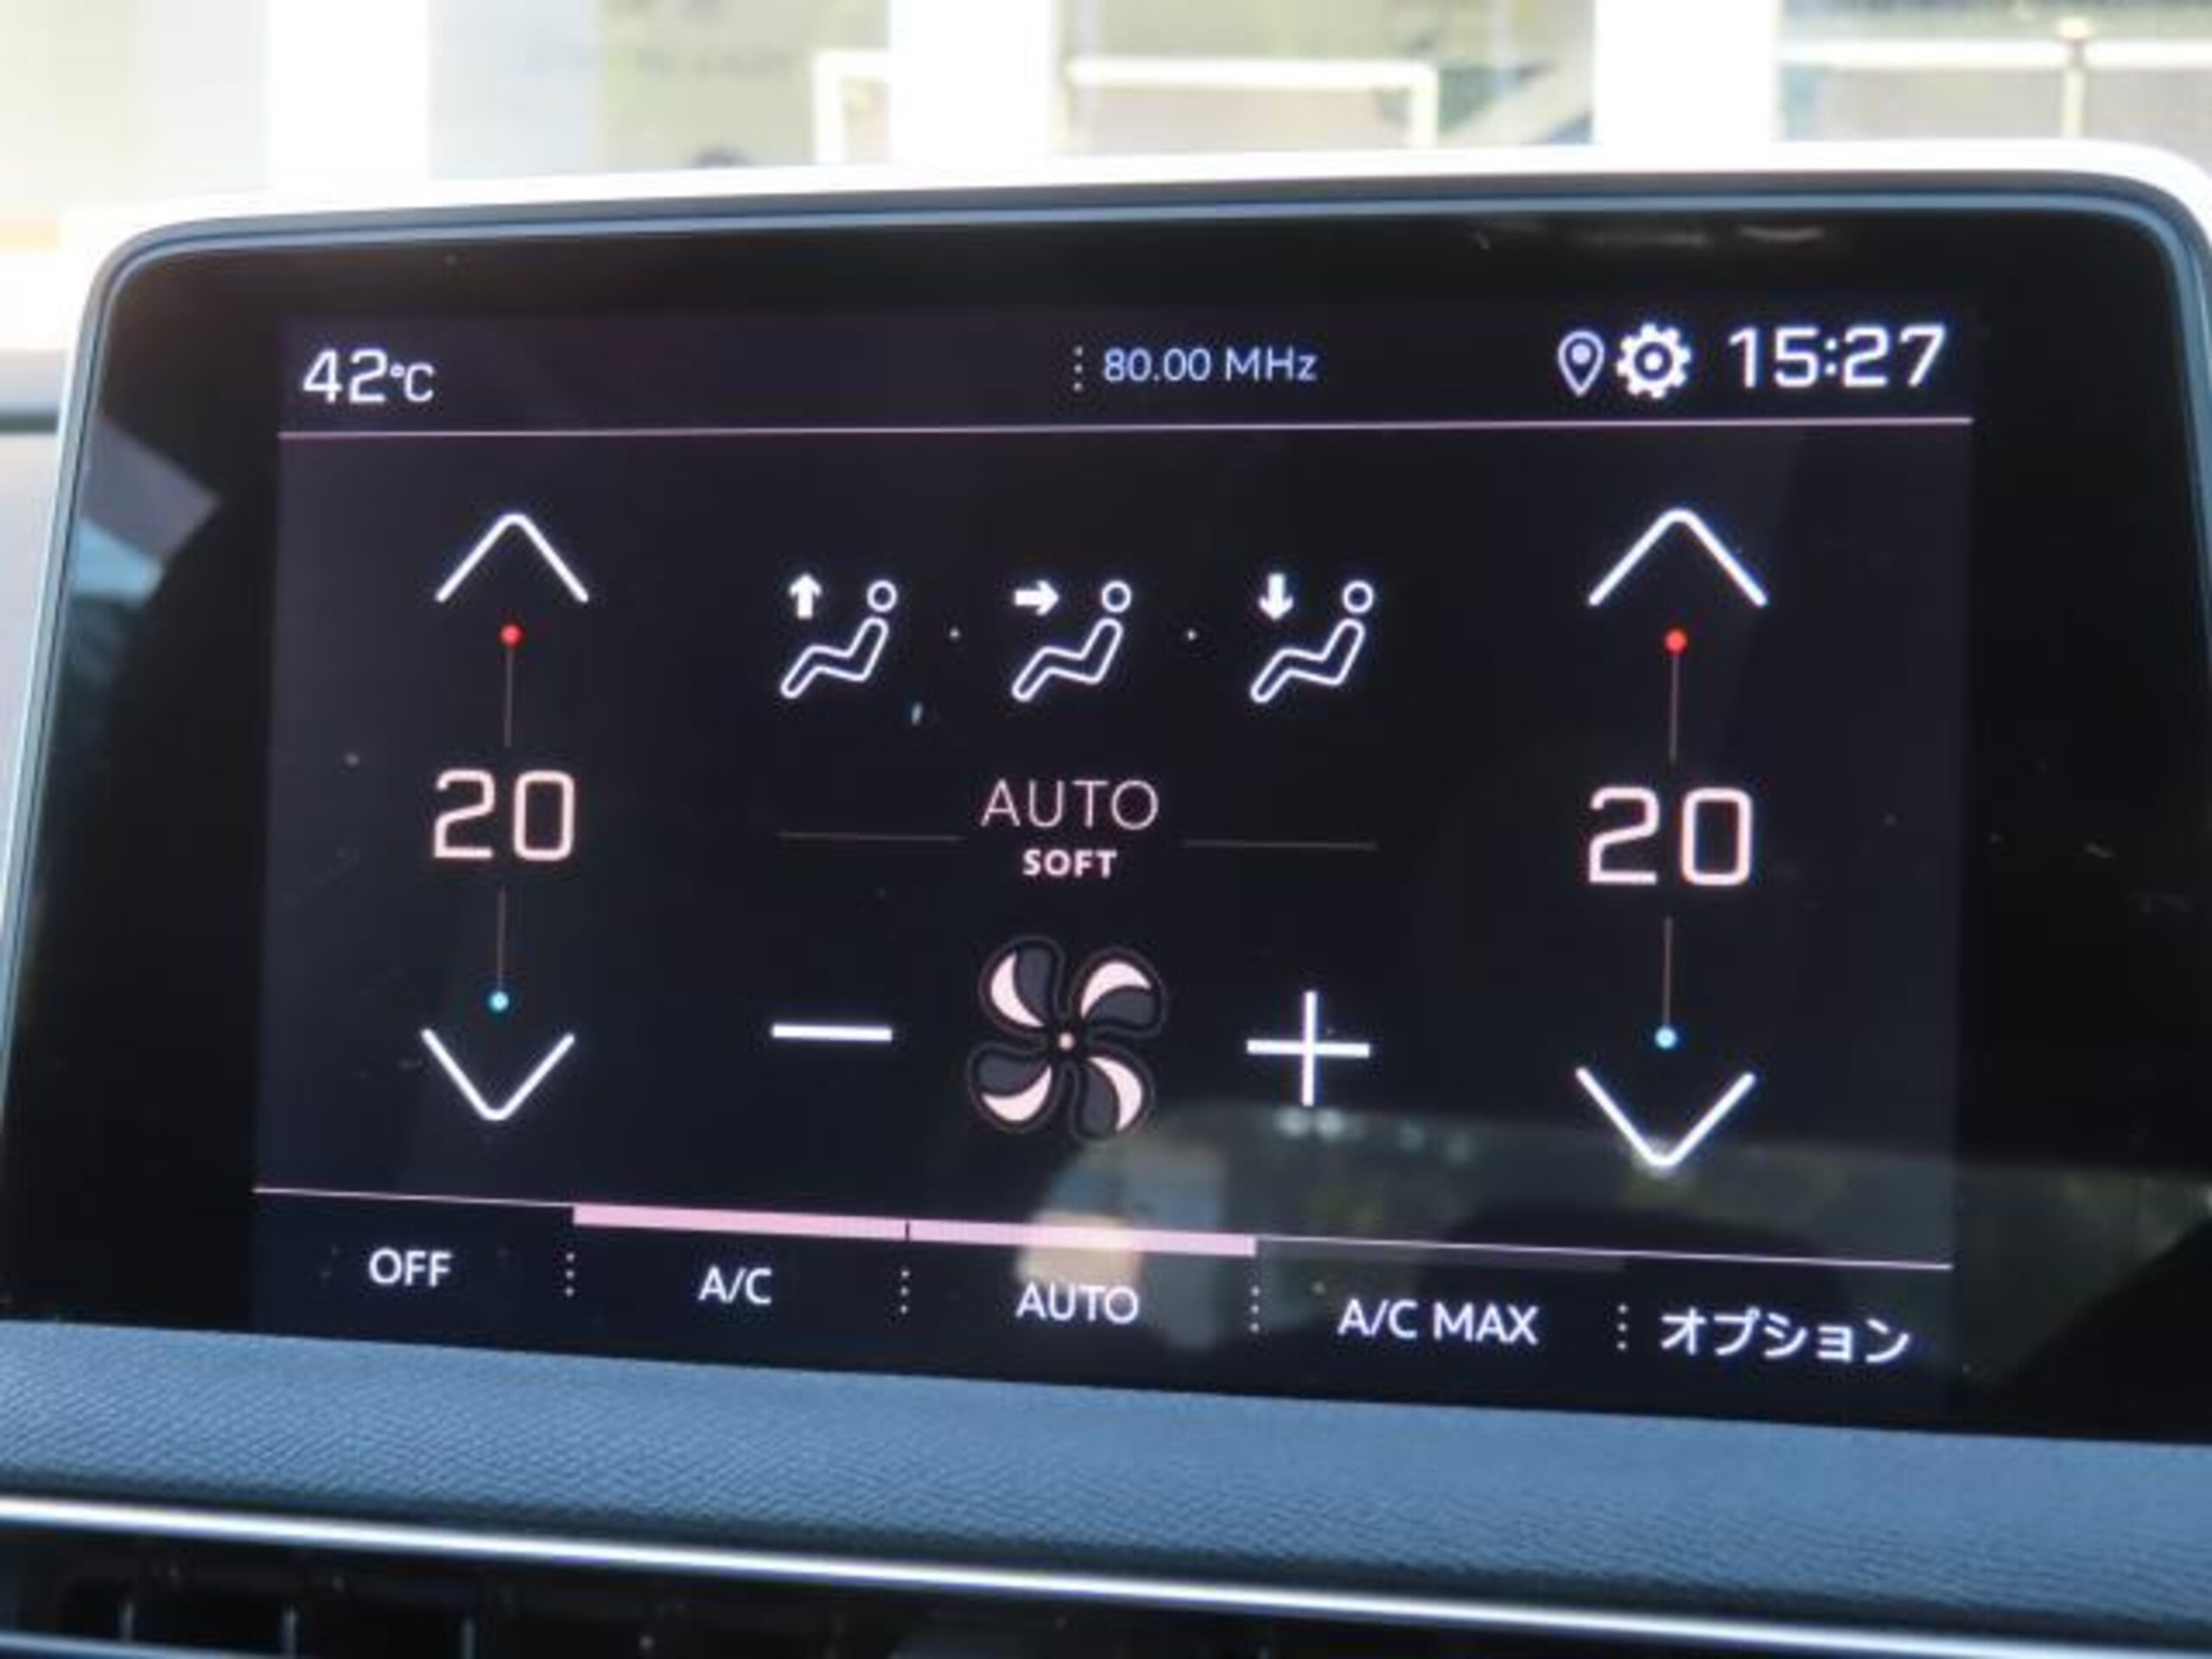 42°C
80.00 MHz
15:27
20
AUTO
SOFT
20
OFF
A/C
AUTO
A/C MAX
オプション